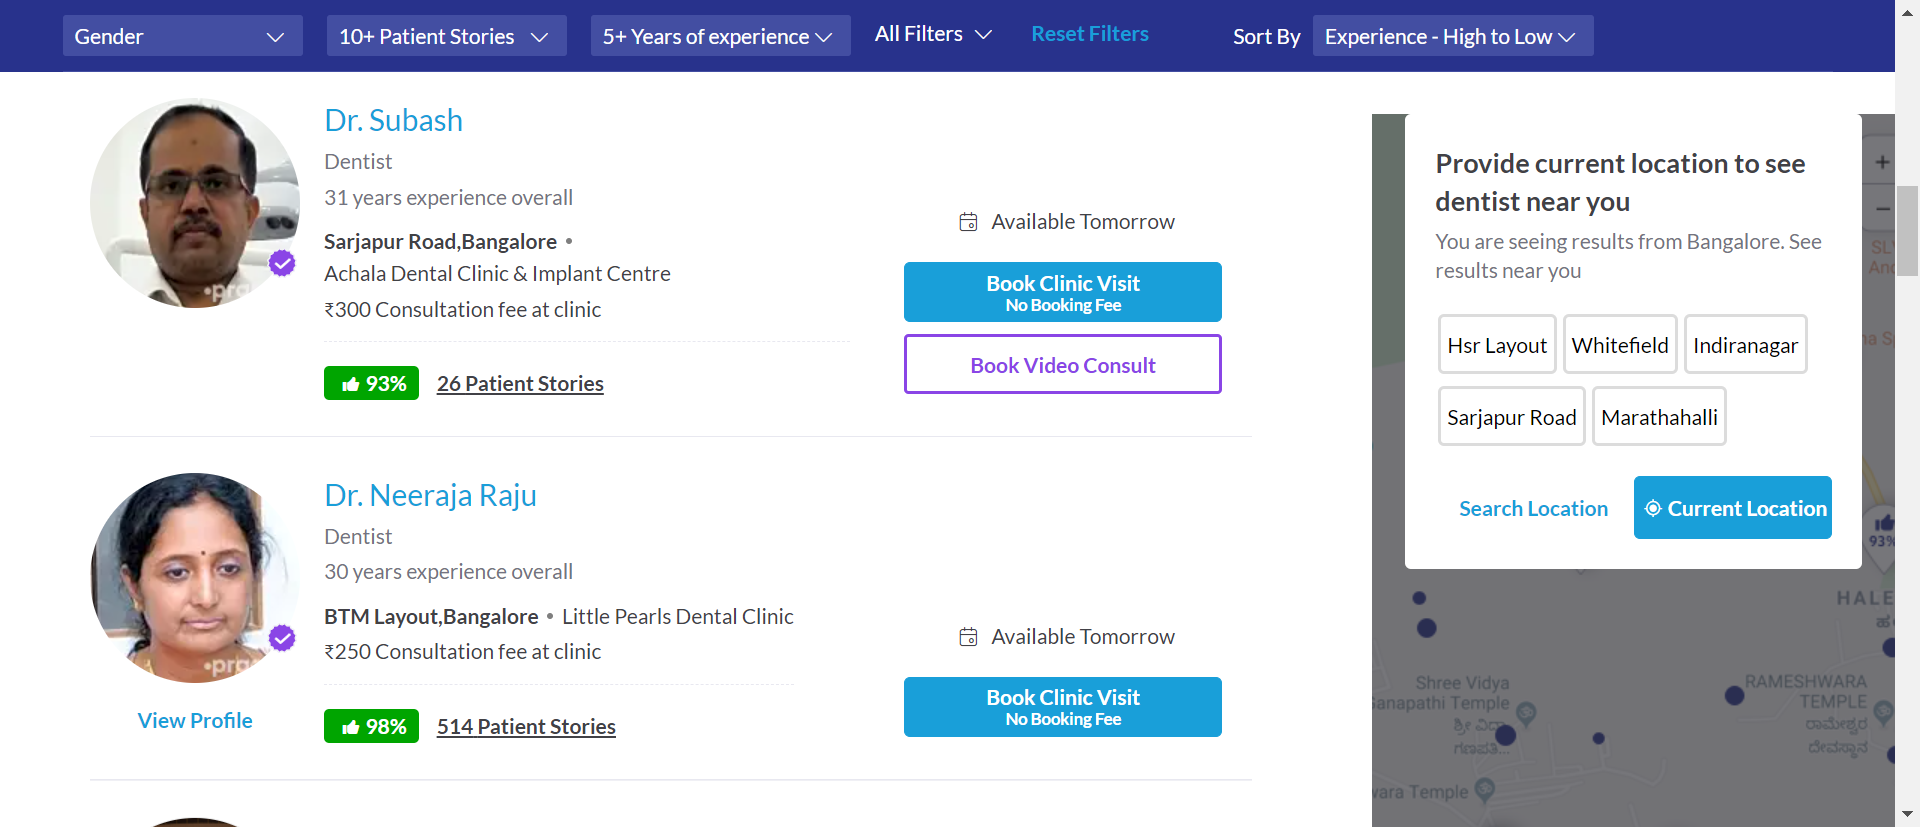 Gender
10+ Patient Stories
5+ Years of experience
All Filters
Reset Filters
Sort By
Experience - High to Low
Dr. Subash
Dentist
31 years experience overall
Sarjapur Road,Bangalore •
Achala Dental Clinic & Implant Centre
₹300 Consultation fee at clinic
93%
26 Patient Stories
Available Tomorrow
Book Clinic Visit
No Booking Fee
Book Video Consult
Dr. Neeraja Raju
Dentist
30 years experience overall
BTM Layout,Bangalore • Little Pearls Dental Clinic
₹250 Consultation fee at clinic
View Profile
98%
514 Patient Stories
Available Tomorrow
Book Clinic Visit
No Booking Fee
Provide current location to see
dentist near you
You are seeing results from Bangalore. See
results near you
Hsr Layout
Whitefield
Indiranagar
Sarjapur Road
Marathahalli
Search Location
Current Location
93%
HALE
Shree Vidya
Ganapathi Temple
ಶ್ರೀ ವಿದ್ಯಾ
ಗಣಪತಿ...
RAMESHWARA
TEMPLE
ರಾಮೇಶ್ವರ
ದೇವಸ್ಥಾನ
wara Temple